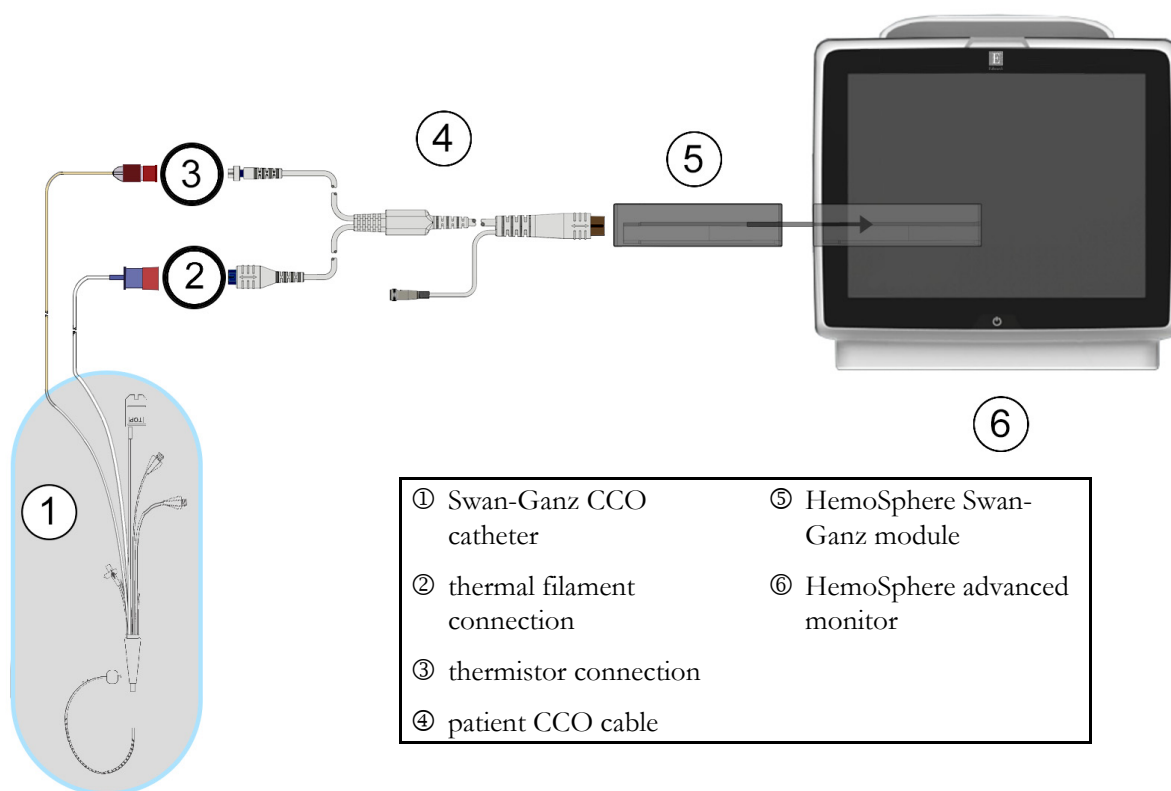 E
4
5
3
2
6
1
① Swan-Ganz CCO
catheter
② thermal filament
connection
③ thermistor connection
④ patient CCO cable
⑤ HemoSphere Swan-
Ganz module
⑥ HemoSphere advanced
monitor